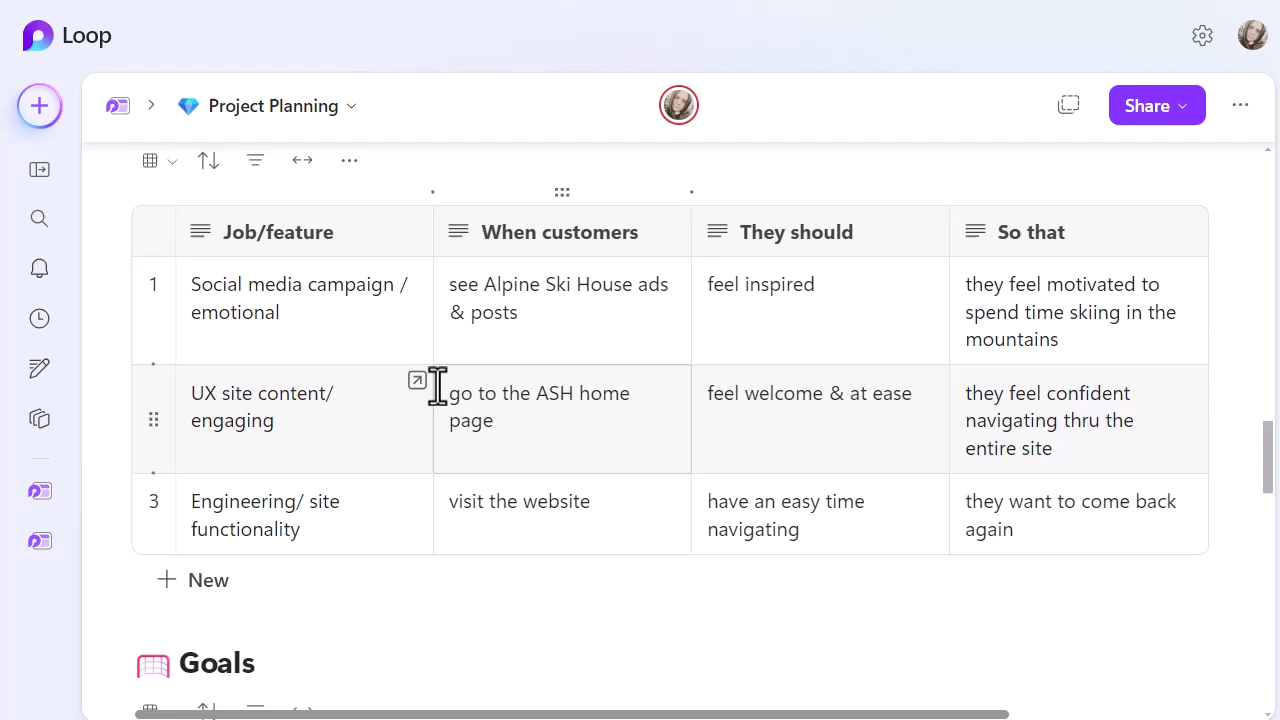 Loop
Project Planning
Share
Job/feature
When customers
They should
So that
1
Social media campaign /
emotional
see Alpine Ski House ads
& posts
feel inspired
they feel motivated to
spend time skiing in the
mountains
UX site content/
engaging
go to the ASH home
page
feel welcome & at ease
they feel confident
navigating thru the
entire site
3
Engineering/ site
functionality
visit the website
have an easy time
navigating
they want to come back
again
New
Goals